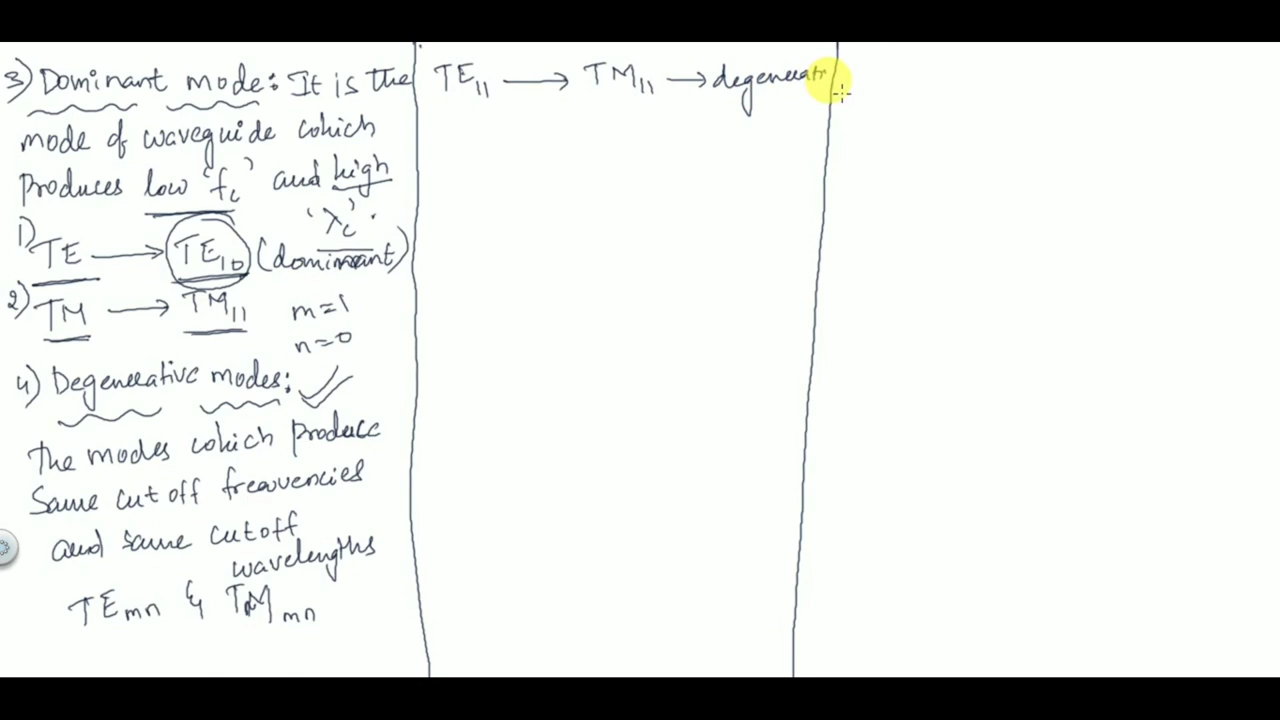 3) Dominant mode: It is the
mode of waveguide which
produces low 'fc' and high
'λc'.
1) TE → TE10 (dominant)
2) TM → TM11
m=1
n=0
4) Degenerative modes:
The modes which produce
Same cut off frequencies
and same cutoff
wavelengths
TEmn & TMmn
TE11 → TM11 → degenerati